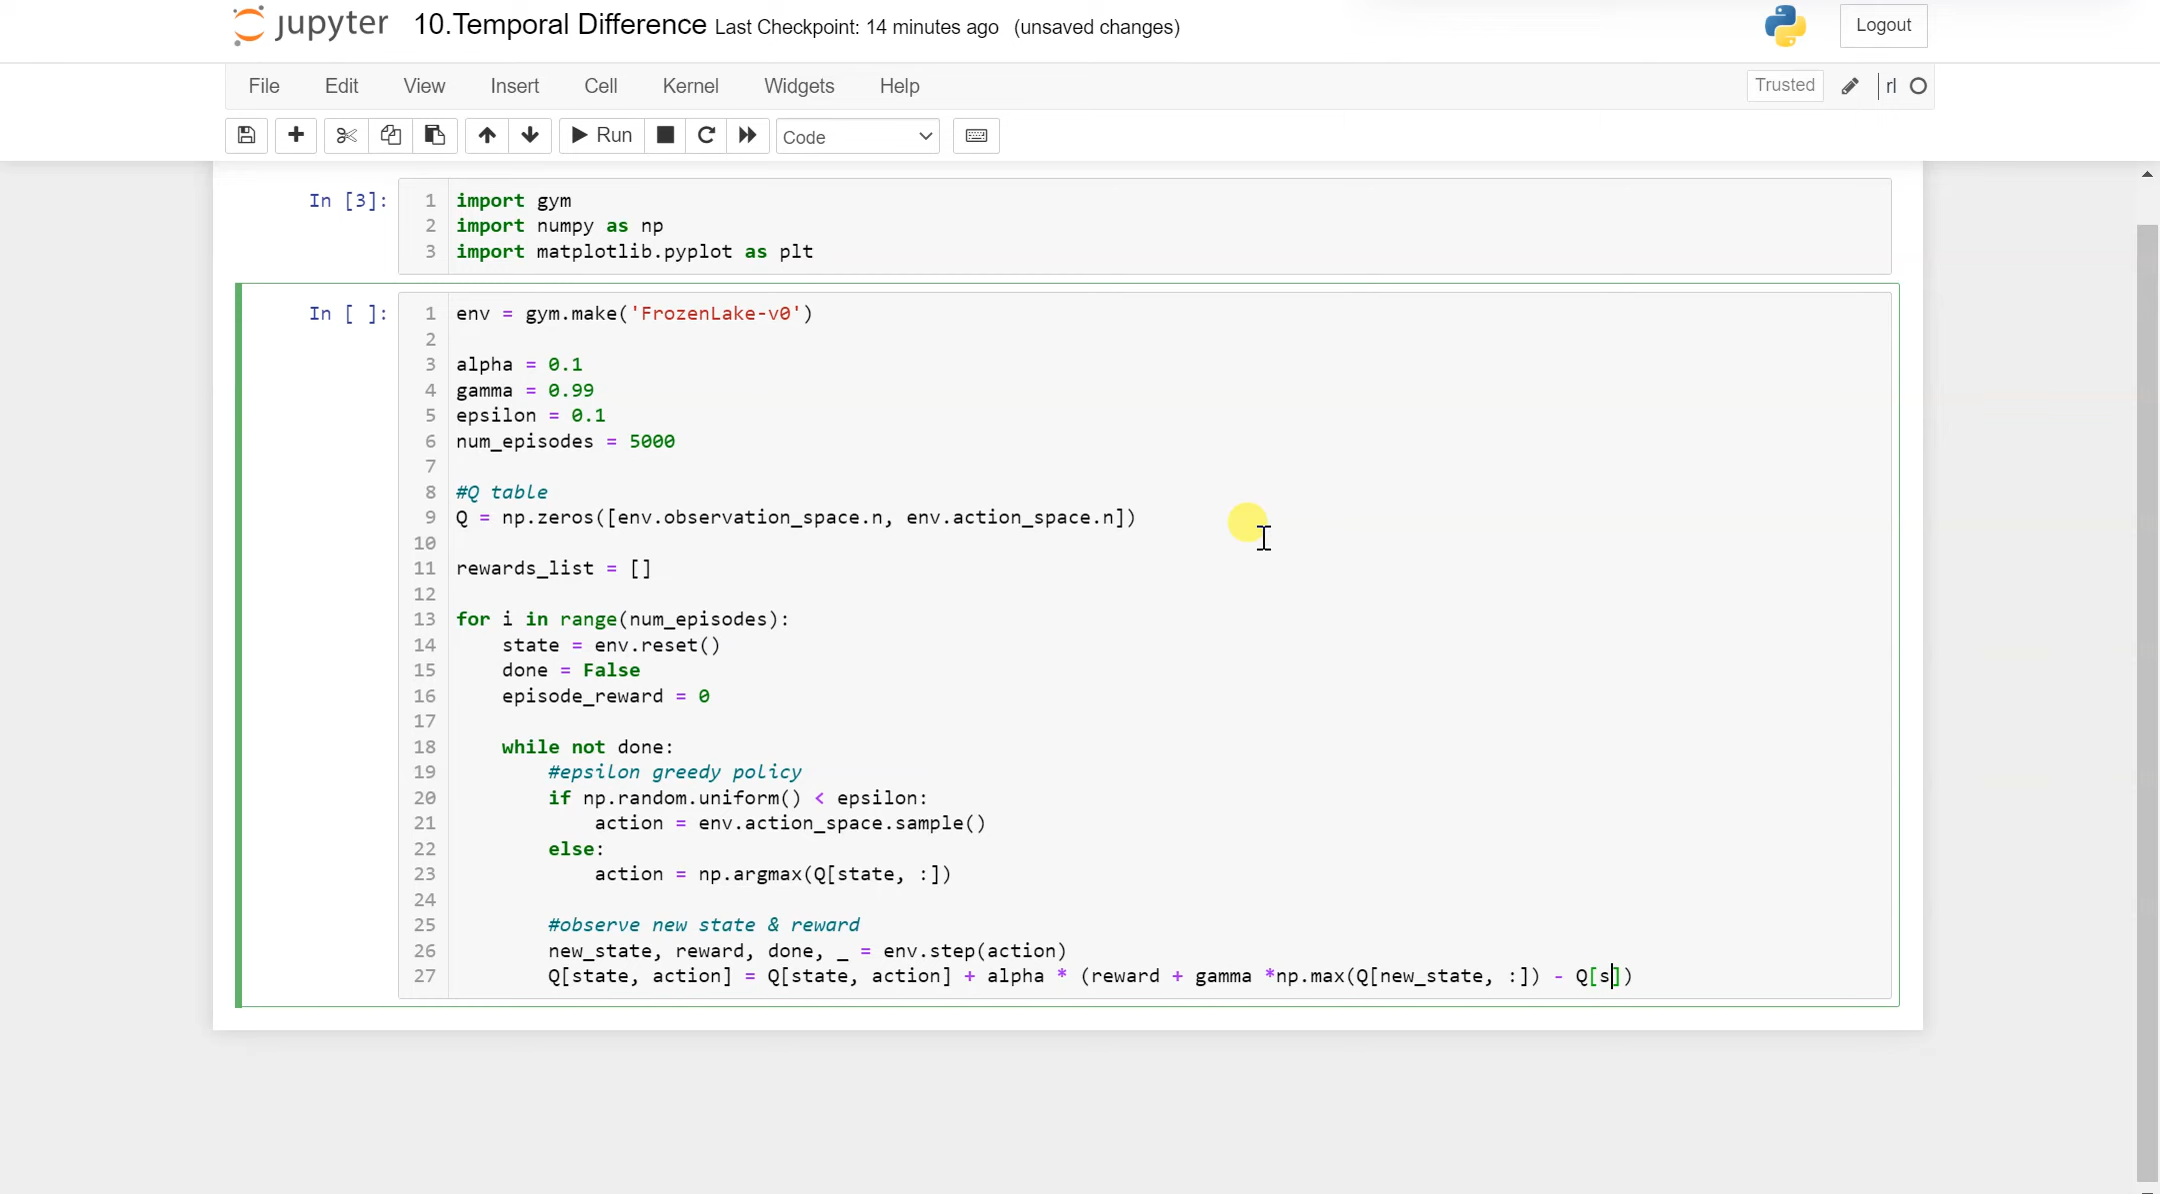 jupyter 10.Temporal Difference Last Checkpoint: 14 minutes ago (unsaved changes) Logout
File Edit View Insert Cell Kernel Widgets Help Trusted rl
Run Code
In [3]:
1 import gym
2 import numpy as np
3 import matplotlib.pyplot as plt
In [ ]:
1 env = gym.make('FrozenLake-v0')
2
3 alpha = 0.1
4 gamma = 0.99
5 epsilon = 0.1
6 num_episodes = 5000
7
8 #Q table
9 Q = np.zeros([env.observation_space.n, env.action_space.n])
10
11 rewards_list = []
12
13 for i in range(num_episodes):
14     state = env.reset()
15     done = False
16     episode_reward = 0
17
18     while not done:
19         #epsilon greedy policy
20         if np.random.uniform() < epsilon:
21             action = env.action_space.sample()
22         else:
23             action = np.argmax(Q[state, :])
24
25         #observe new state & reward
26         new_state, reward, done, _ = env.step(action)
27         Q[state, action] = Q[state, action] + alpha * (reward + gamma *np.max(Q[new_state, :]) - Q[s])